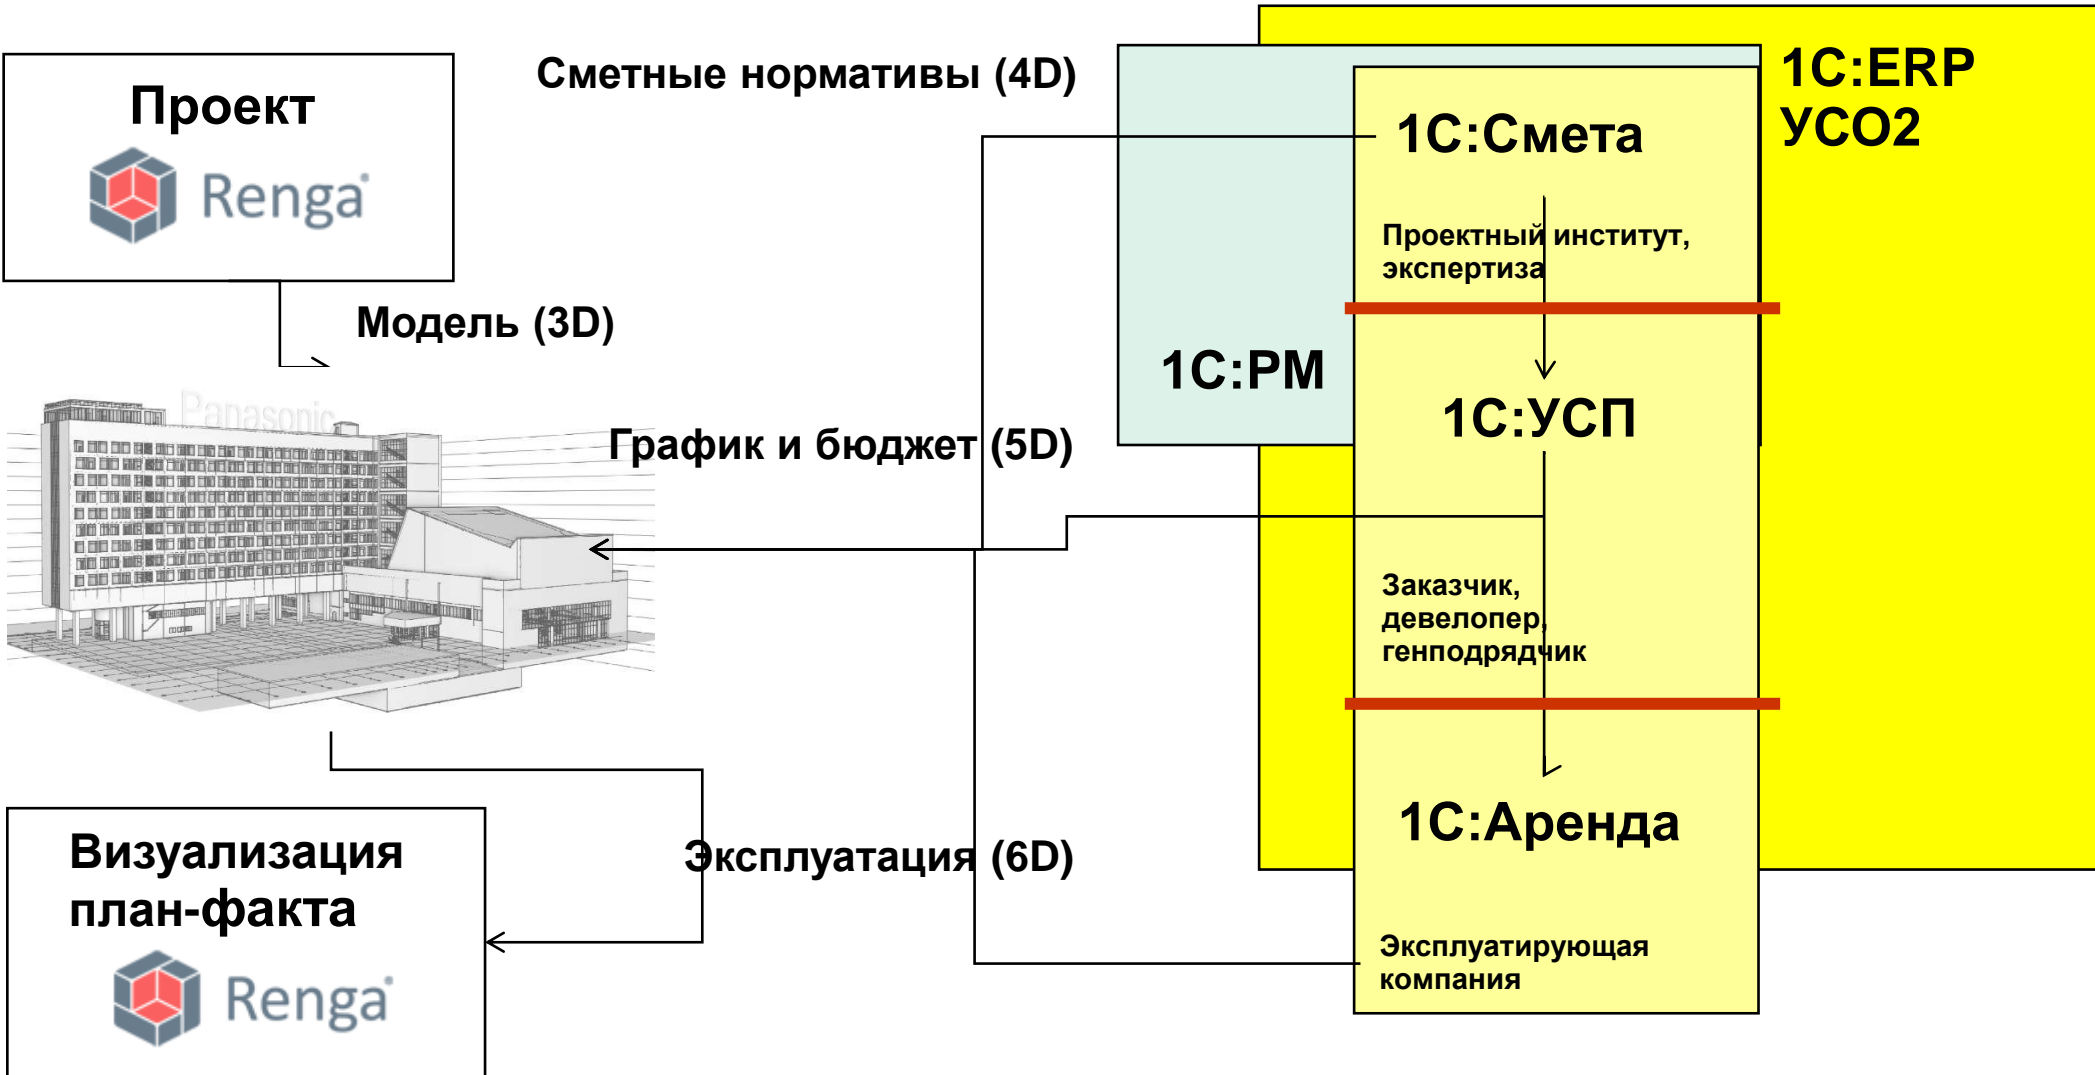 Проект
Renga
Модель (3D)
Panasonic
Сметные нормативы (4D)
График и бюджет (5D)
Эксплуатация (6D)
Визуализация
план-факта
Renga
1С:PM
1С:Смета
Проектный институт,
экспертиза
1С:УСП
Заказчик,
девелопер,
генподрядчик
1С:Аренда
Эксплуатирующая
компания
1С:ERP
УСО2